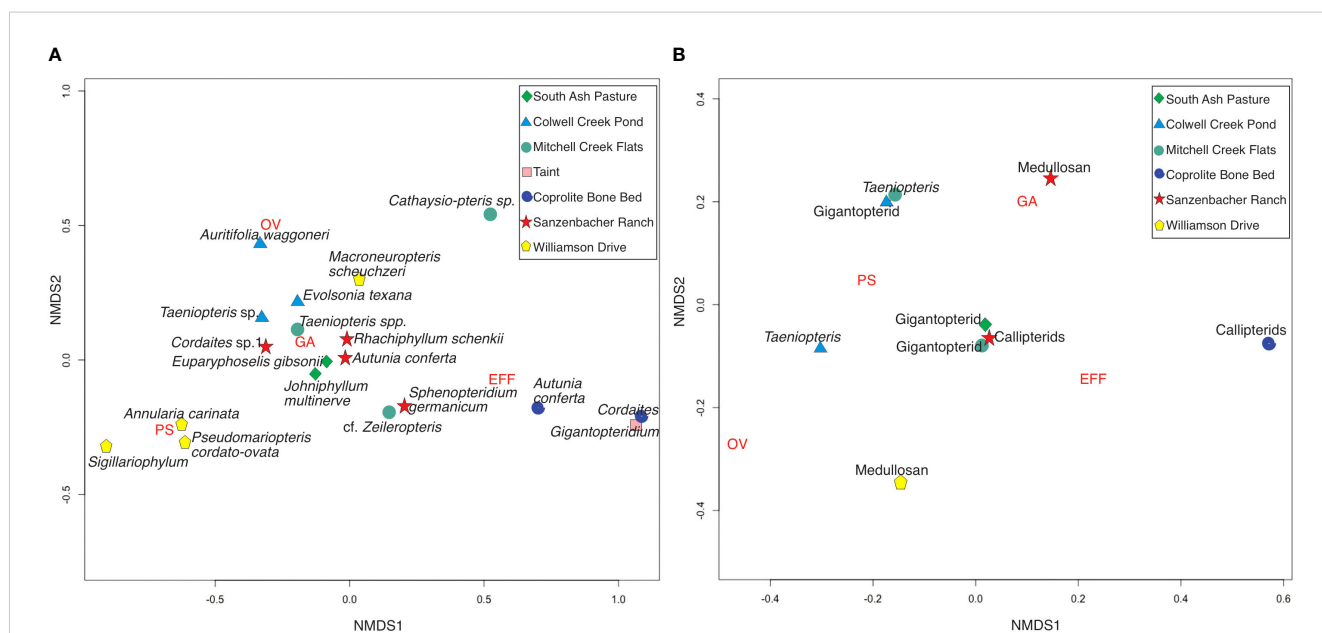 A
1.0
0.5
0.0
-0.5
NMDS2
-0.5
0.0
0.5
1.0
NMDS1
South Ash Pasture
Colwell Creek Pond
Mitchell Creek Flats
Taint
Coprolite Bone Bed
Sanzenbacher Ranch
Williamson Drive
Cathaysio-pteris sp.
OV
Auritifolia waggoneri
Macroneuropteris
scheuchzeri
Evolsonia texana
Taeniopteris sp.
Taeniopteris spp.
GA
Rhachiphyllum schenkii
Cordaites sp.1
Euparyphoselis gibsonii
Autunia conferta
Johniphyllum
multinerve
EFF
Sphenopteridium
germanicum
Autunia
conferta
Cordaites
Gigantopteridium
cf. Zeileropteris
Annularia carinata
PS
Pseudomariopteris
cordato-ovata
Sigillariophylum
B
0.4
0.2
0.0
-0.2
-0.4
NMDS2
-0.4
-0.2
0.0
0.2
0.4
0.6
NMDS1
South Ash Pasture
Colwell Creek Pond
Mitchell Creek Flats
Coprolite Bone Bed
Sanzenbacher Ranch
Williamson Drive
Medullosan
GA
Taeniopteris
Gigantopterid
PS
Gigantopterid
Callipterids
Gigantopterid
Callipterids
Taeniopteris
EFF
OV
Medullosan